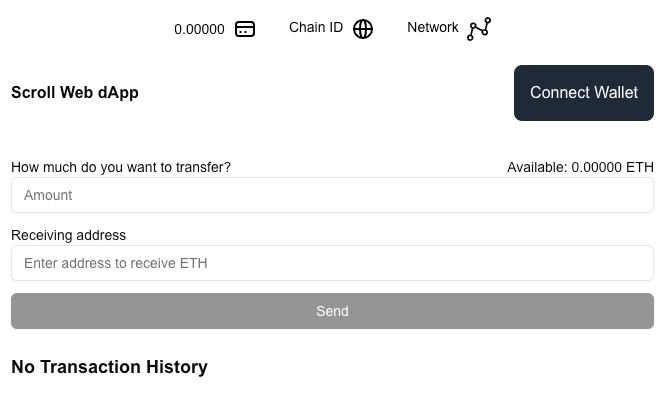 0.00000 Chain ID Network
Scroll Web dApp Connect Wallet
How much do you want to transfer? Available: 0.00000 ETH
Amount
Receiving address
Enter address to receive ETH
Send
No Transaction History